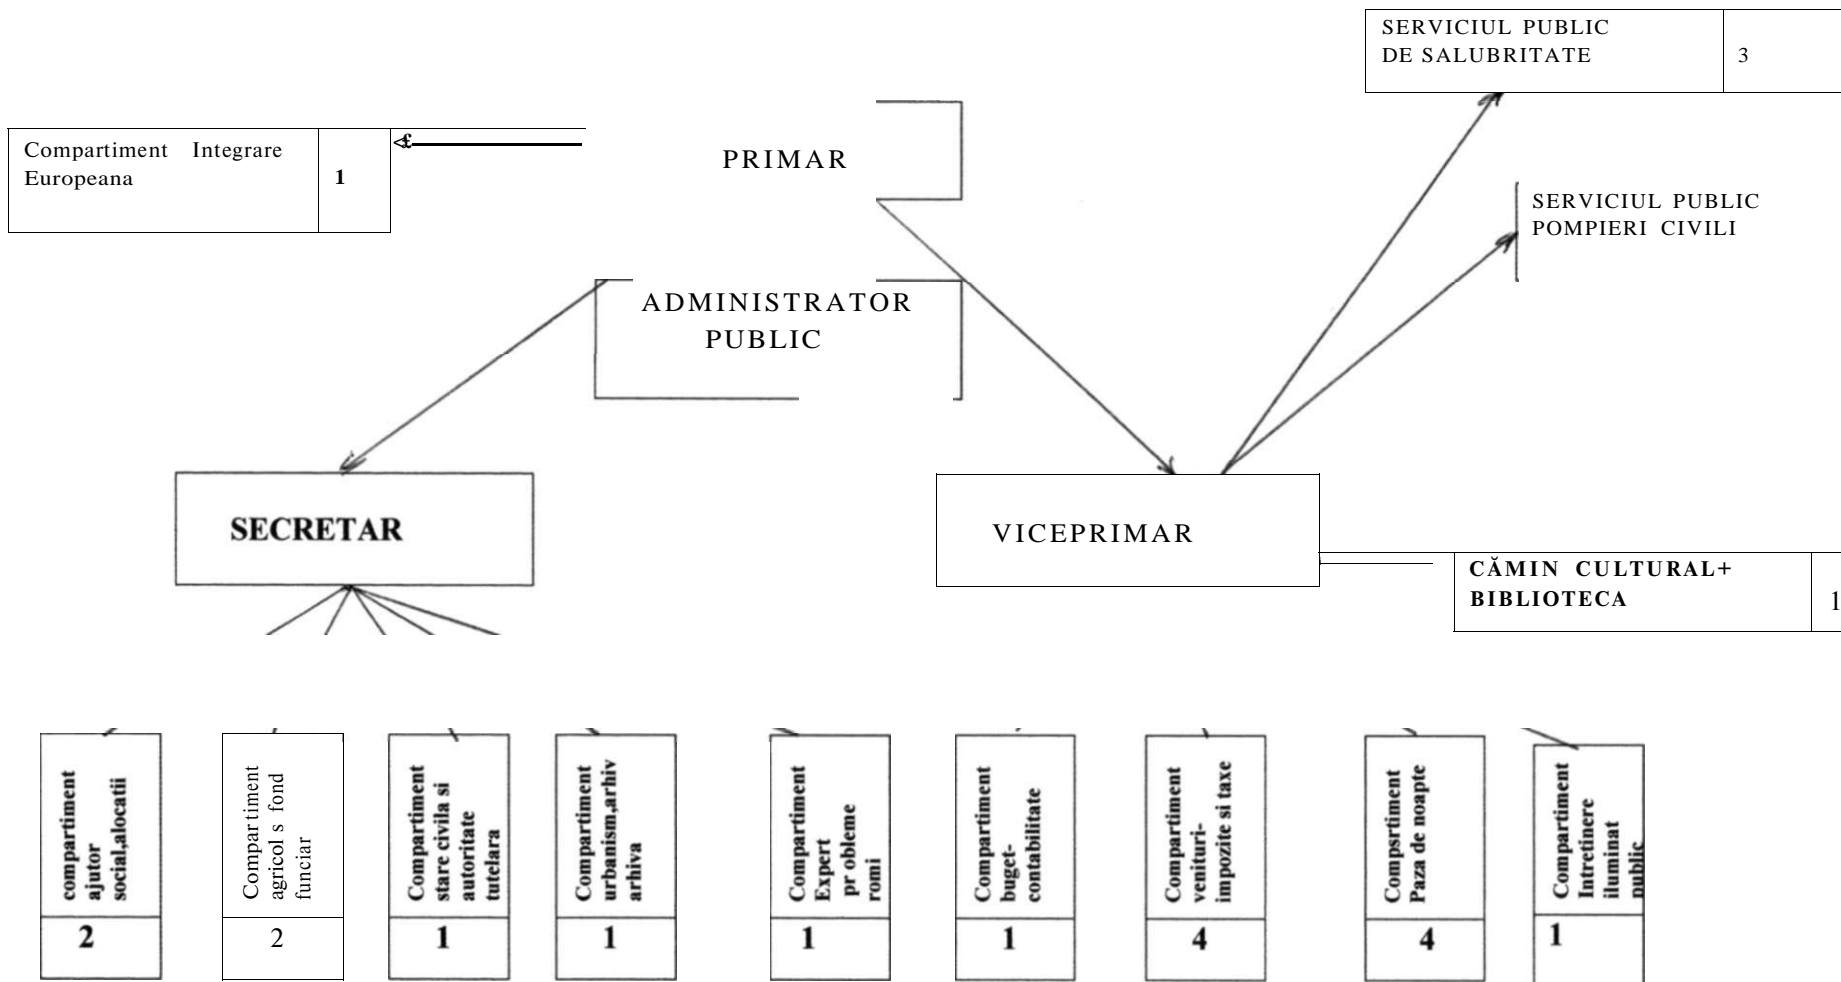 SERVICIUL PUBLIC
DE SALUBRITATE
3
Compartiment Integrare
Europeana
1
PRIMAR
SERVICIUL PUBLIC
POMPIERI CIVILI
ADMINISTRATOR
PUBLIC
SECRETAR
VICEPRIMAR
CĂMIN CULTURAL+
BIBLIOTECA
1
compartiment
ajutor
social,alocatii
2
Compartiment
agricol s fond
funciar
2
Compartiment
stare civila si
autoritate
tutelara
1
Compartiment
urbanism,arhiv
arhiva
1
Compartiment
Expert
pr obleme
romi
1
Compartiment
buget-
contabilitate
1
Compartiment
venituri-
impozite si taxe
4
Compsrtiment
Paza de noapte
4
Compartiment
Intretinere
iluminat
public
1